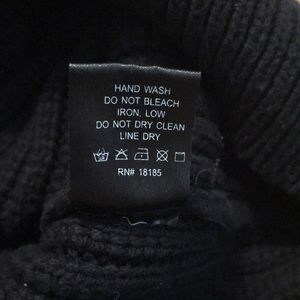 HAND WASH
DO NOT BLEACH
IRON, LOW
DO NOT DRY CLEAN
LINE DRY
RN# 18185